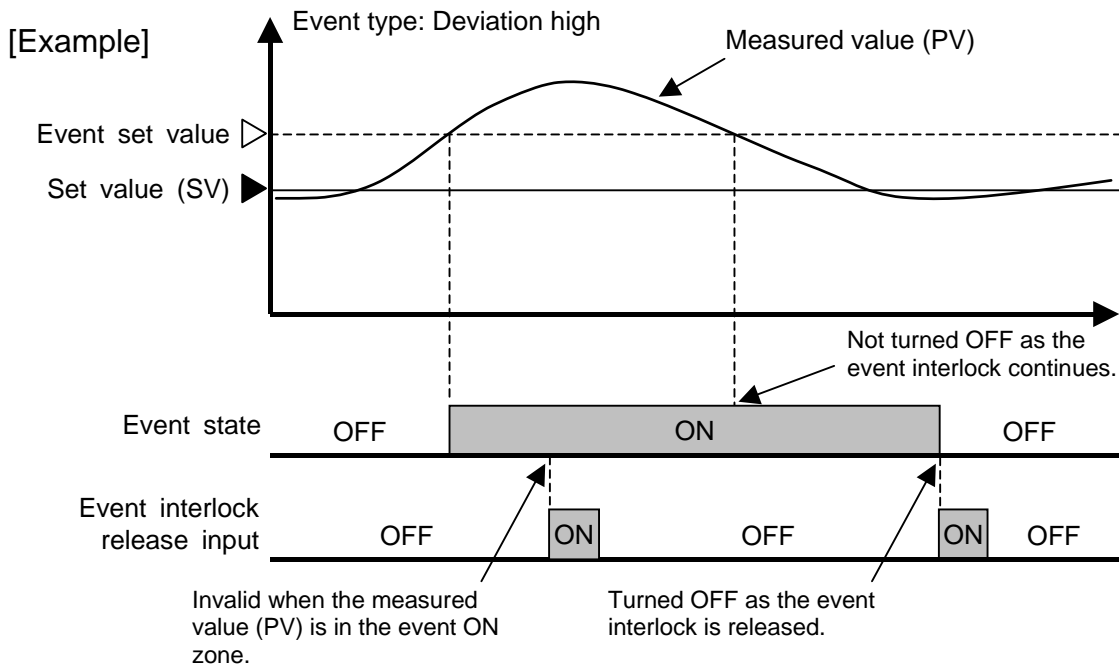 [Example]
Event type: Deviation high
Measured value (PV)
Event set value
Set value (SV)
Not turned OFF as the
event interlock continues.
Event state
OFF
ON
OFF
Event interlock
release input
OFF
ON
OFF
ON
OFF
Invalid when the measured
value (PV) is in the event ON
zone.
Turned OFF as the event
interlock is released.